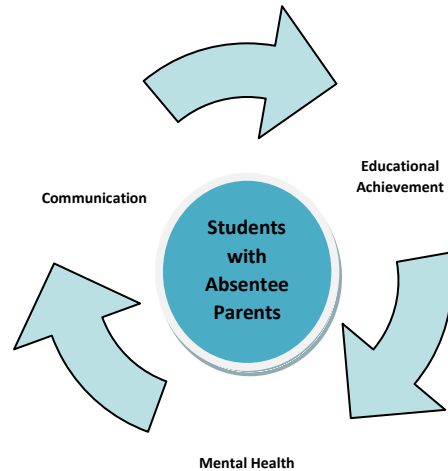 Educational
Achievement
Communication
Students
with
Absentee
Parents
Mental Health